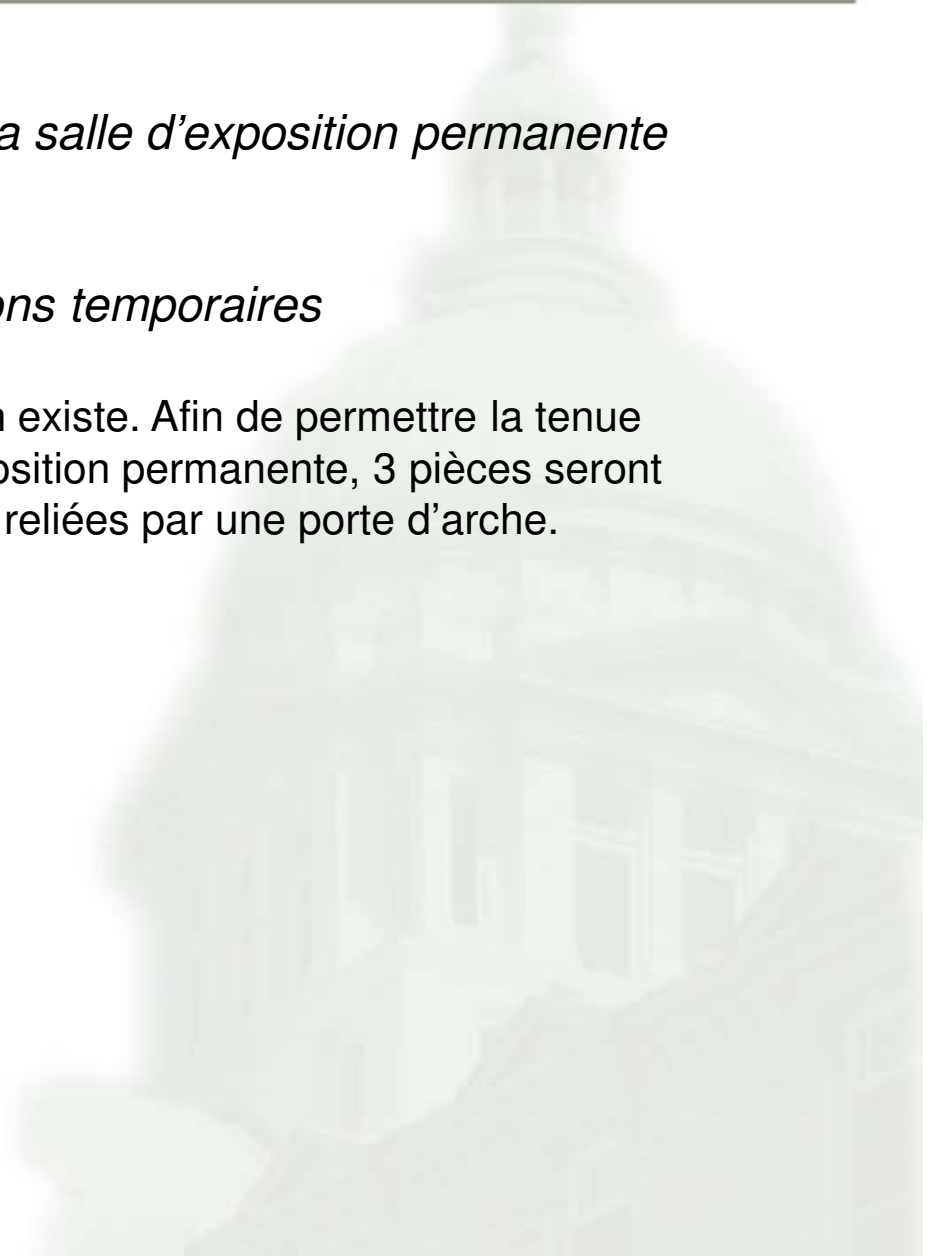 a salle d’exposition permanente
ons temporaires
existe. Afin de permettre la tenue
osition permanente, 3 pièces seront
reliées par une porte d’arche.